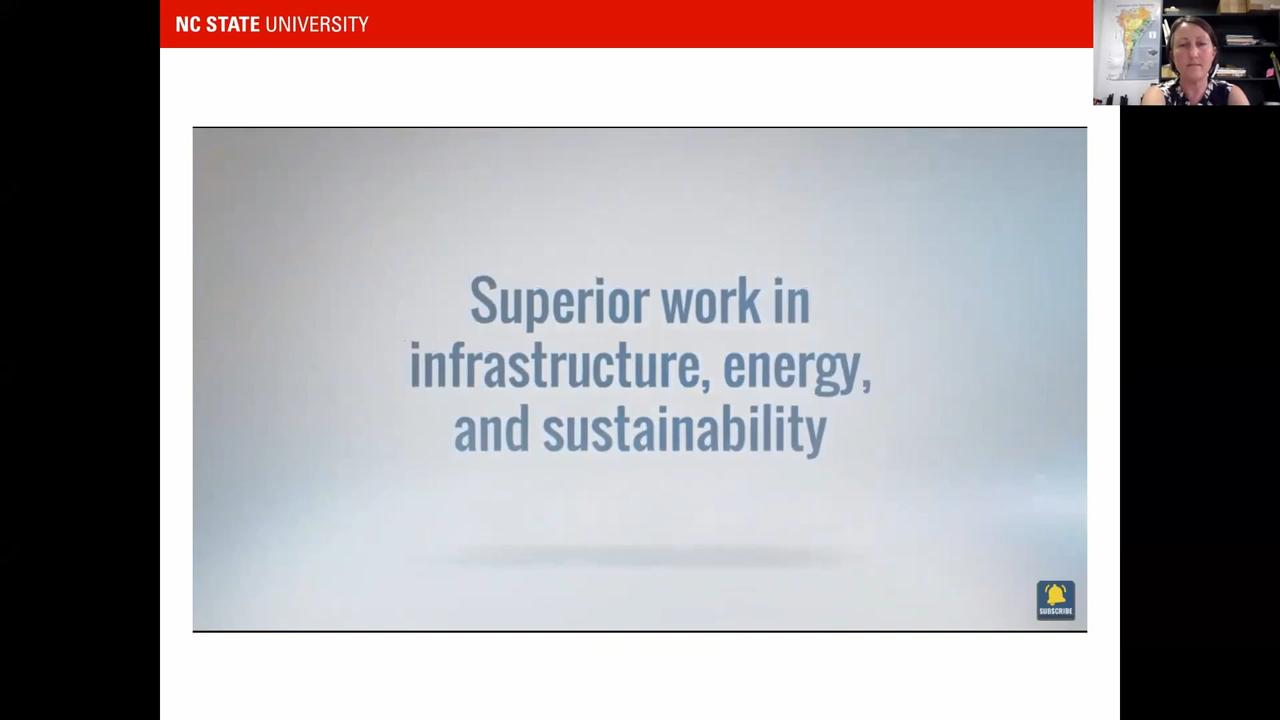 NC STATE UNIVERSITY
Superior work in
infrastructure, energy,
and sustainability
SUBSCRIBE